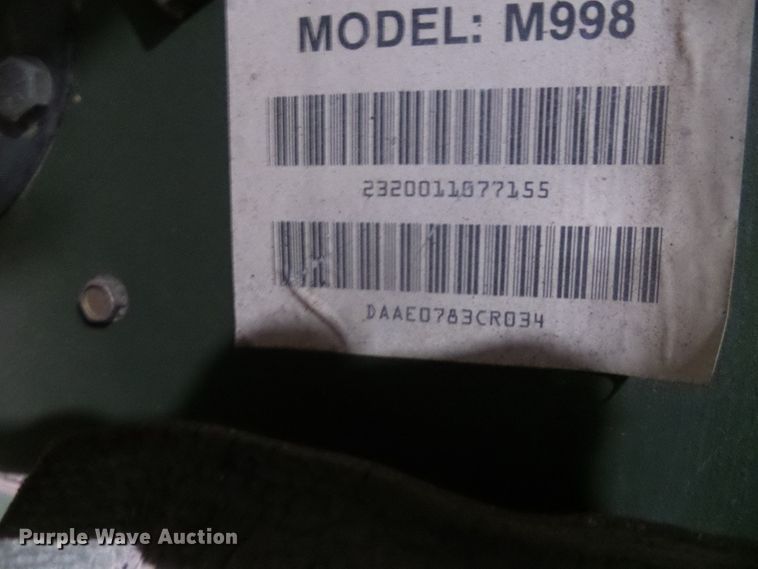 MODEL: M998
2320011077155
DAAE0783CR034
Purple Wave Auction